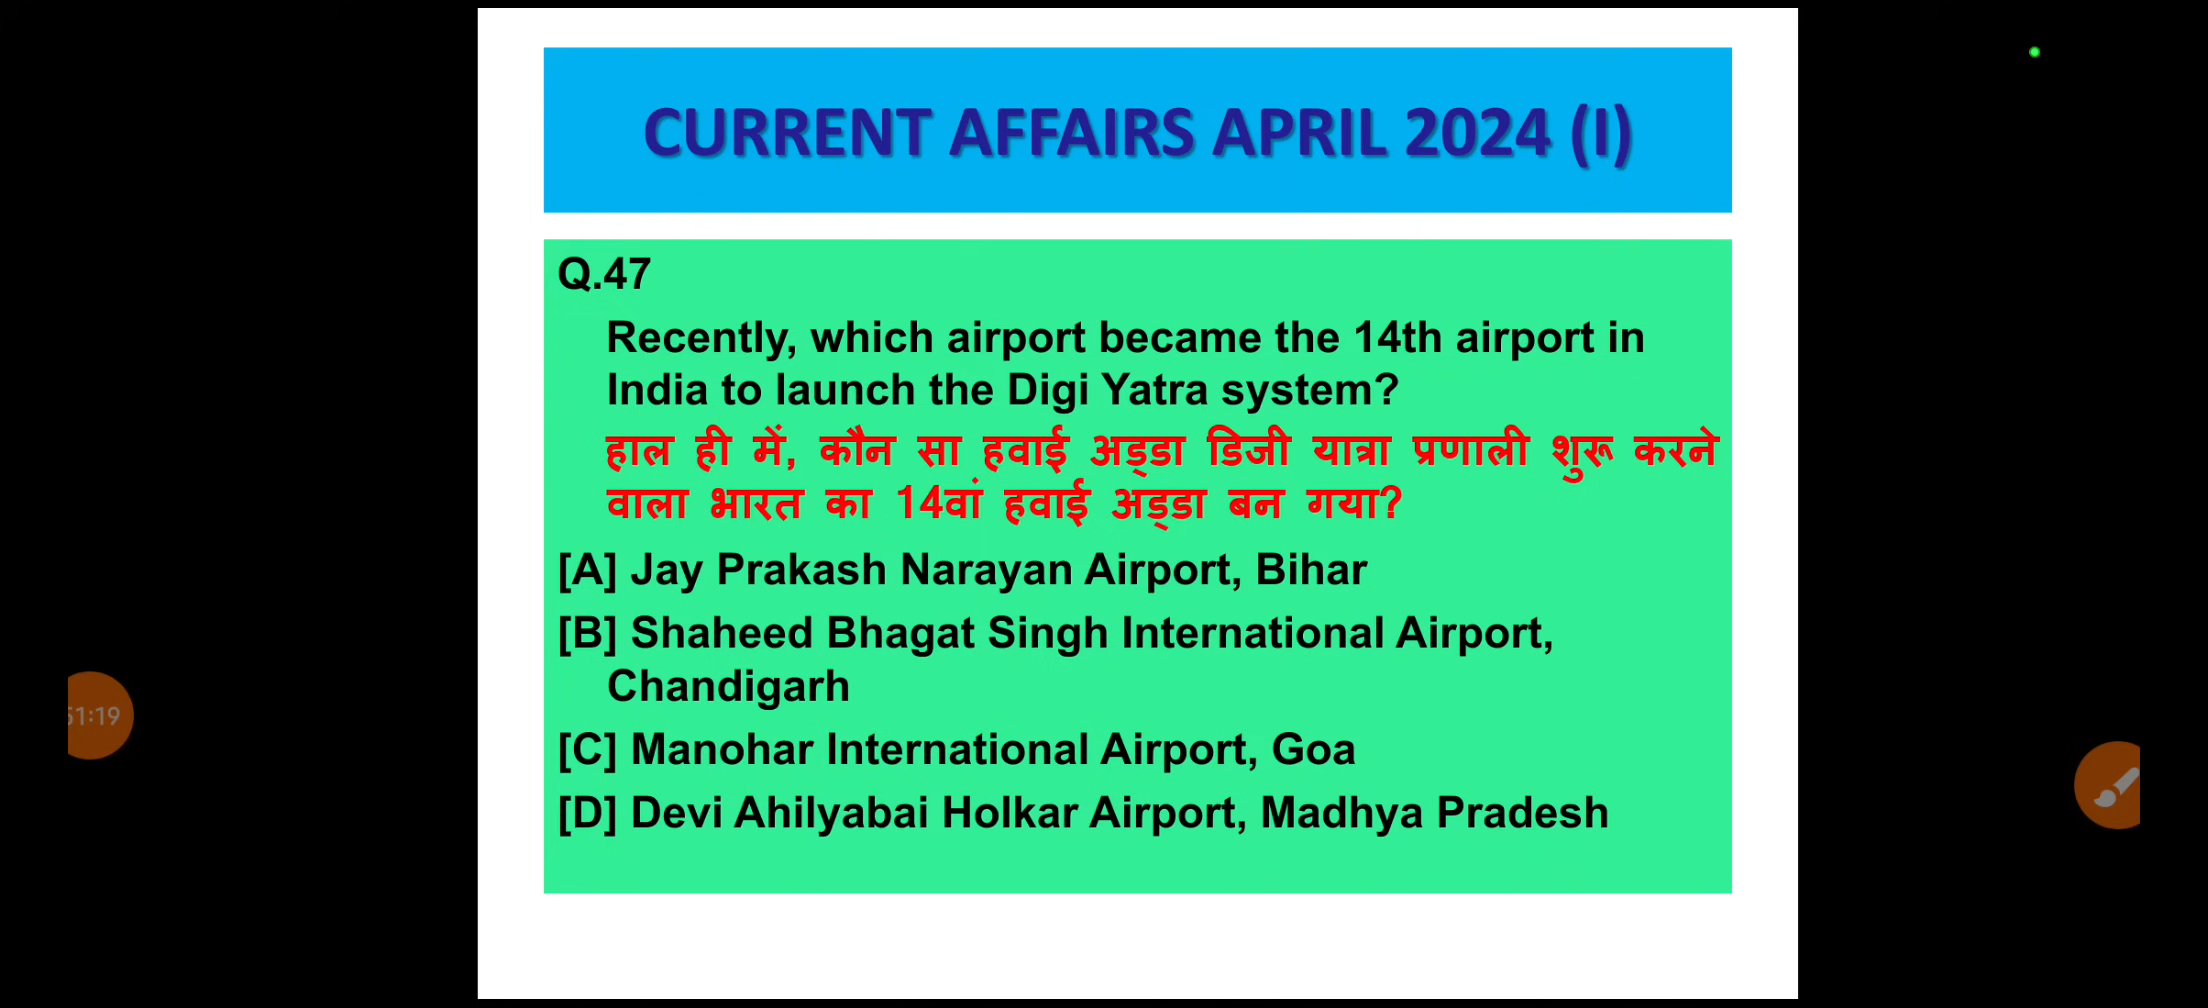 CURRENT AFFAIRS APRIL 2024 (I)
Q.47
Recently, which airport became the 14th airport in
India to launch the Digi Yatra system?
हाल ही में, कौन सा हवाई अड्डा डिजी यात्रा प्रणाली शुरू करने
वाला भारत का 14वां हवाई अड्डा बन गया?
[A] Jay Prakash Narayan Airport, Bihar
[B] Shaheed Bhagat Singh International Airport,
Chandigarh
[C] Manohar International Airport, Goa
[D] Devi Ahilyabai Holkar Airport, Madhya Pradesh
51:19